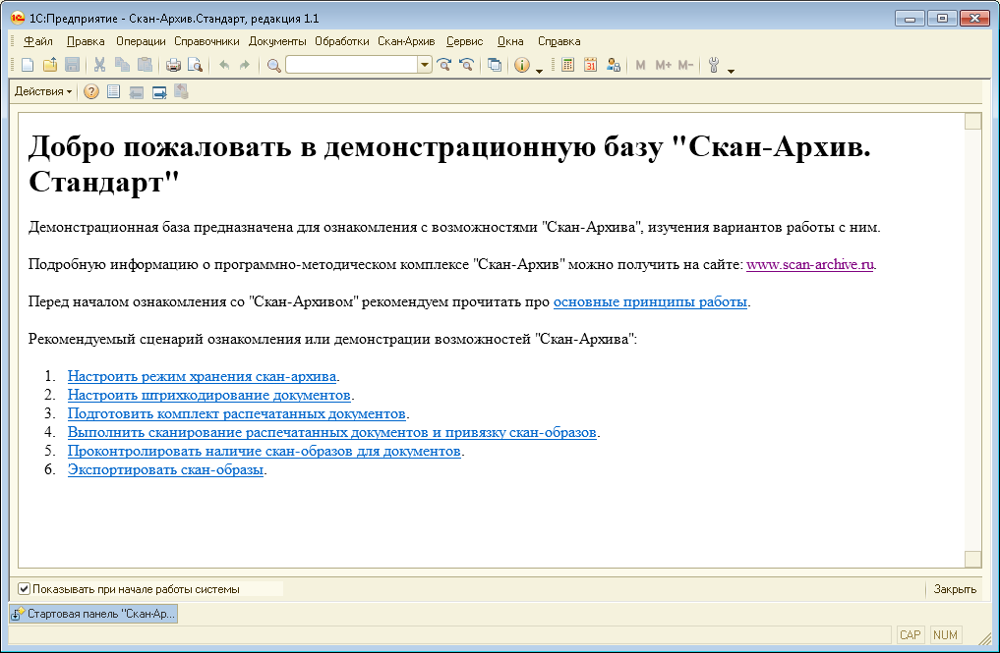 1С:Предприятие - Скан-Архив.Стандарт, редакция 1.1
Файл Правка Операции Справочники Документы Обработки Скан-Архив Сервис Окна Справка
31 M M+ M-
Действия
Добро пожаловать в демонстрационную базу "Скан-Архив.
Стандарт"
Демонстрационная база предназначена для ознакомления с возможностями "Скан-Архива", изучения вариантов работы с ним.
Подробную информацию о программно-методическом комплексе "Скан-Архив" можно получить на сайте: www.scan-archive.ru.
Перед началом ознакомления со "Скан-Архивом" рекомендуем прочитать про основные принципы работы.
Рекомендуемый сценарий ознакомления или демонстрации возможностей "Скан-Архива":
1. Настроить режим хранения скан-архива.
2. Настроить штрихкодирование документов.
3. Подготовить комплект распечатанных документов.
4. Выполнить сканирование распечатанных документов и привязку скан-образов.
5. Проконтролировать наличие скан-образов для документов.
6. Экспортировать скан-образы.
Показывать при начале работы системы Закрыть
Стартовая панель "Скан-Ар...
CAP NUM